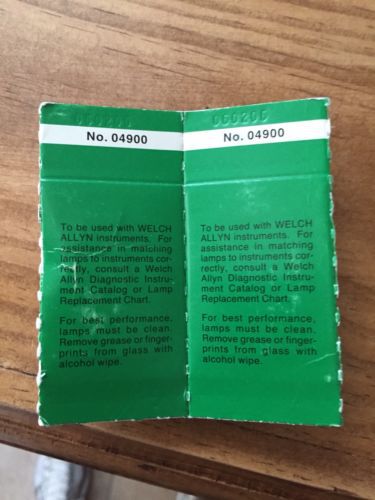 060206
No. 04900
To be used with WELCH
ALLYN instruments. For
assistance in matching
lamps to instruments cor-
rectly, consult a Welch
Allyn Diagnostic Instru-
ment Catalog or Lamp
Replacement Chart.
For best performance,
lamps must be clean.
Remove grease or finger-
prints from glass with
alcohol wipe.
060206
No. 04900
To be used with WELCH
ALLYN instruments. For
assistance in matching
lamps to instruments cor-
rectly, consult a Welch
Allyn Diagnostic Instru-
ment Catalog or Lamp
Replacement Chart.
For best performance,
lamps must be clean.
Remove grease or finger-
prints from glass with
alcohol wipe.